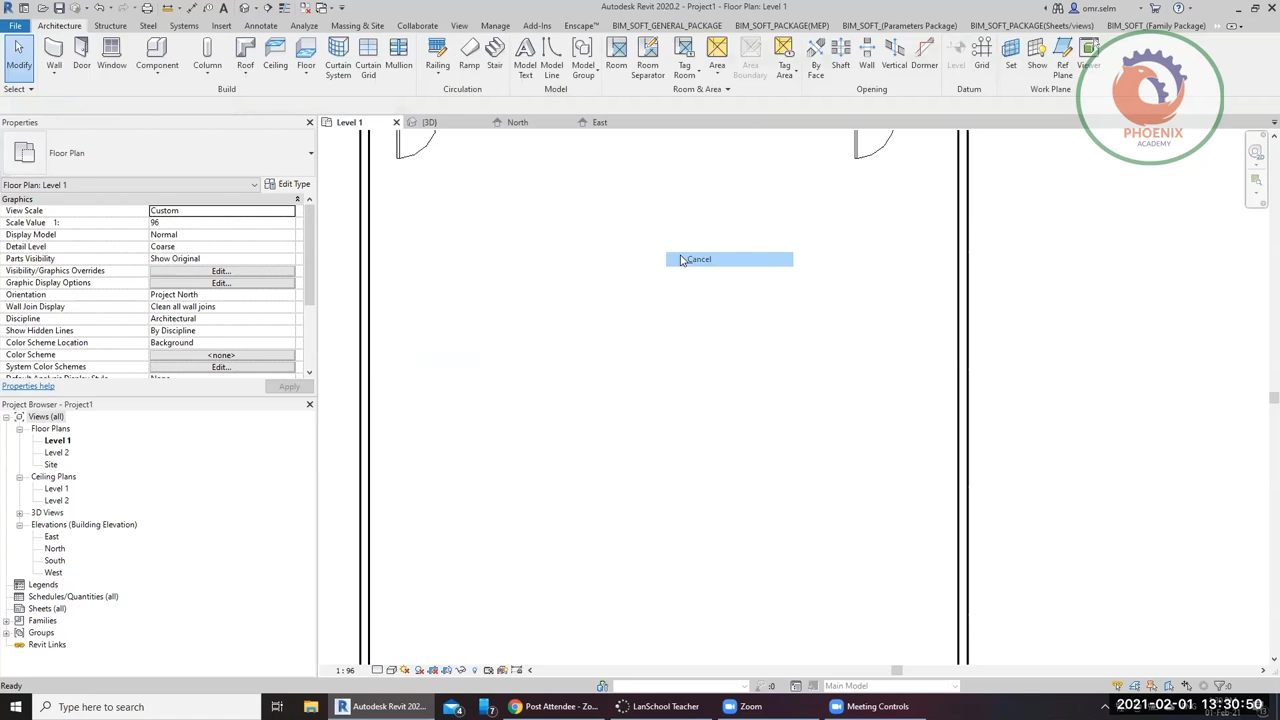 Autodesk Revit 2020.2 - Project1 - Floor Plan: Level 1
omr.selm
File Architecture Structure Steel Systems Insert Annotate Analyze Massing & Site Collaborate View Manage Add-Ins Enscape™ BIM_SOFT_GENERAL_PACKAGE BIM_SOFT_PACKAGE(MEP) BIM_SOFT_(Parameters Package) BIM_SOFT_PACKAGE(Sheets/views) BIM_SOFT (Family Package) Modify
Modify Wall Door Window Component Column Roof Ceiling Floor Curtain System Curtain Grid Mullion Railing Ramp Stair Model Text Model Line Model Group Room Room Separator Tag Room Area Area Boundary Tag Area By Face Shaft Wall Vertical Dormer Level Grid Set Show Ref Plane Viewer
Select Build Circulation Model Room & Area Opening Datum Work Plane
PHOENIX
ACADEMY
Properties
Level 1 {3D} North East
Floor Plan
Floor Plan: Level 1 Edit Type
Graphics
View Scale Custom
Scale Value 1: 96
Display Model Normal
Detail Level Coarse
Parts Visibility Show Original
Visibility/Graphics Overrides Edit...
Graphic Display Options Edit...
Orientation Project North
Wall Join Display Clean all wall joins
Discipline Architectural
Show Hidden Lines By Discipline
Color Scheme Location Background
Color Scheme <none>
System Color Schemes Edit...
Default Analysis Display Style None
Properties help Apply
Cancel
Project Browser - Project1
Views (all)
Floor Plans
Level 1
Level 2
Site
Ceiling Plans
Level 1
Level 2
3D Views
Elevations (Building Elevation)
East
North
South
West
Legends
Schedules/Quantities (all)
Sheets (all)
Families
Groups
Revit Links
1 : 96
Ready :0 Main Model :0
Type here to search Autodesk Revit 202... 4 7 Post Attendee - Zo... LanSchool Teacher Zoom Meeting Controls
2021-02-01 13:30:50